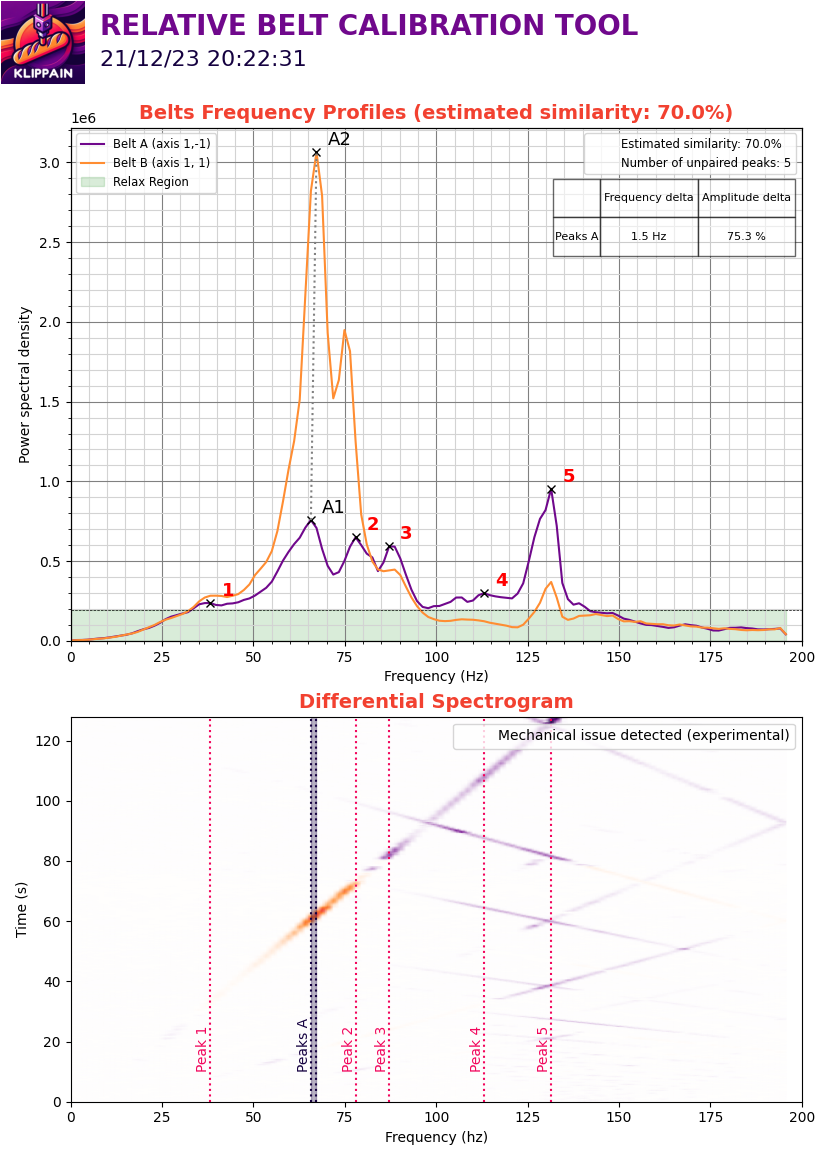 KLIPPAIN
RELATIVE BELT CALIBRATION TOOL
21/12/23 20:22:31
Belts Frequency Profiles (estimated similarity: 70.0%)
1e6
Belt A (axis 1,-1)
Belt B (axis 1, 1)
Relax Region
Estimated similarity: 70.0%
Number of unpaired peaks: 5
Frequency delta Amplitude delta
Peaks A 1.5 Hz 75.3 %
A2
A1
1
2
3
4
5
3.0
2.5
2.0
1.5
1.0
0.5
0.0
Power spectral density
0 25 50 75 100 125 150 175 200
Frequency (Hz)
Differential Spectrogram
Mechanical issue detected (experimental)
120
100
80
60
40
20
0
Time (s)
Peak 1
Peaks A
Peak 2
Peak 3
Peak 4
Peak 5
0 25 50 75 100 125 150 175 200
Frequency (hz)